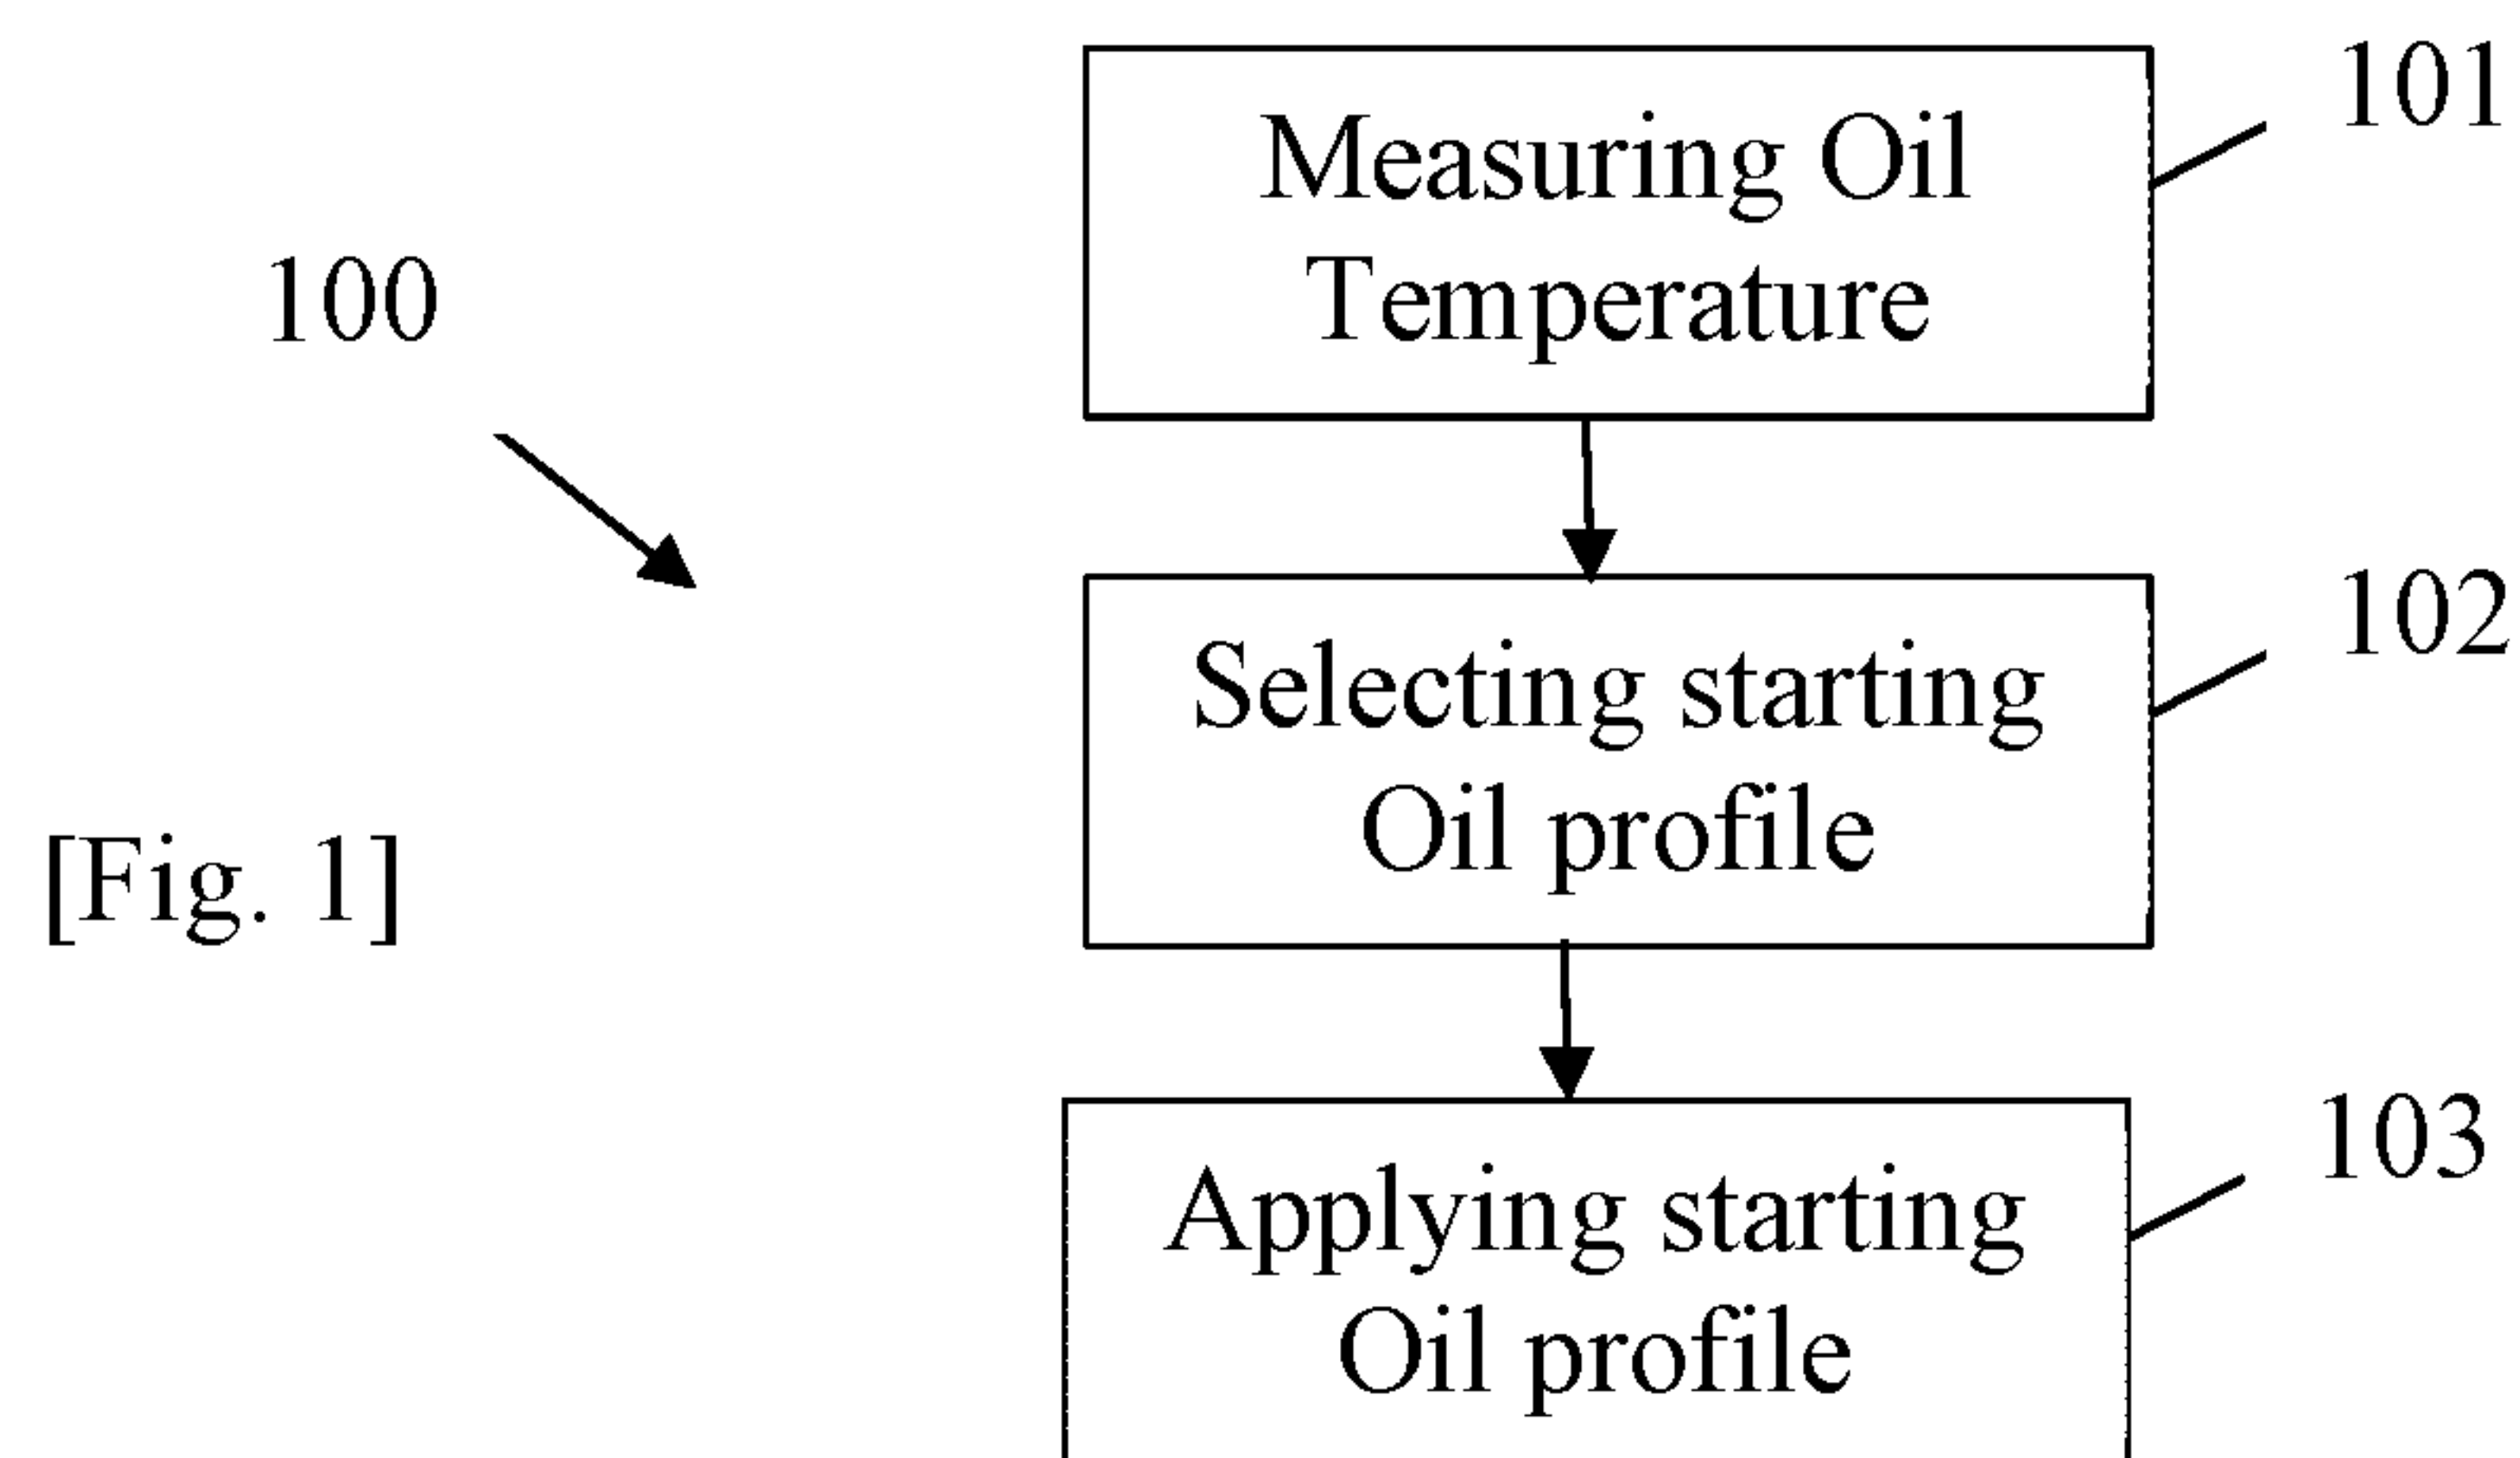 101
Measuring Oil
Temperature
100
102
Selecting starting
Oil profile
[Fig. 1]
103
Applying starting
Oil profile